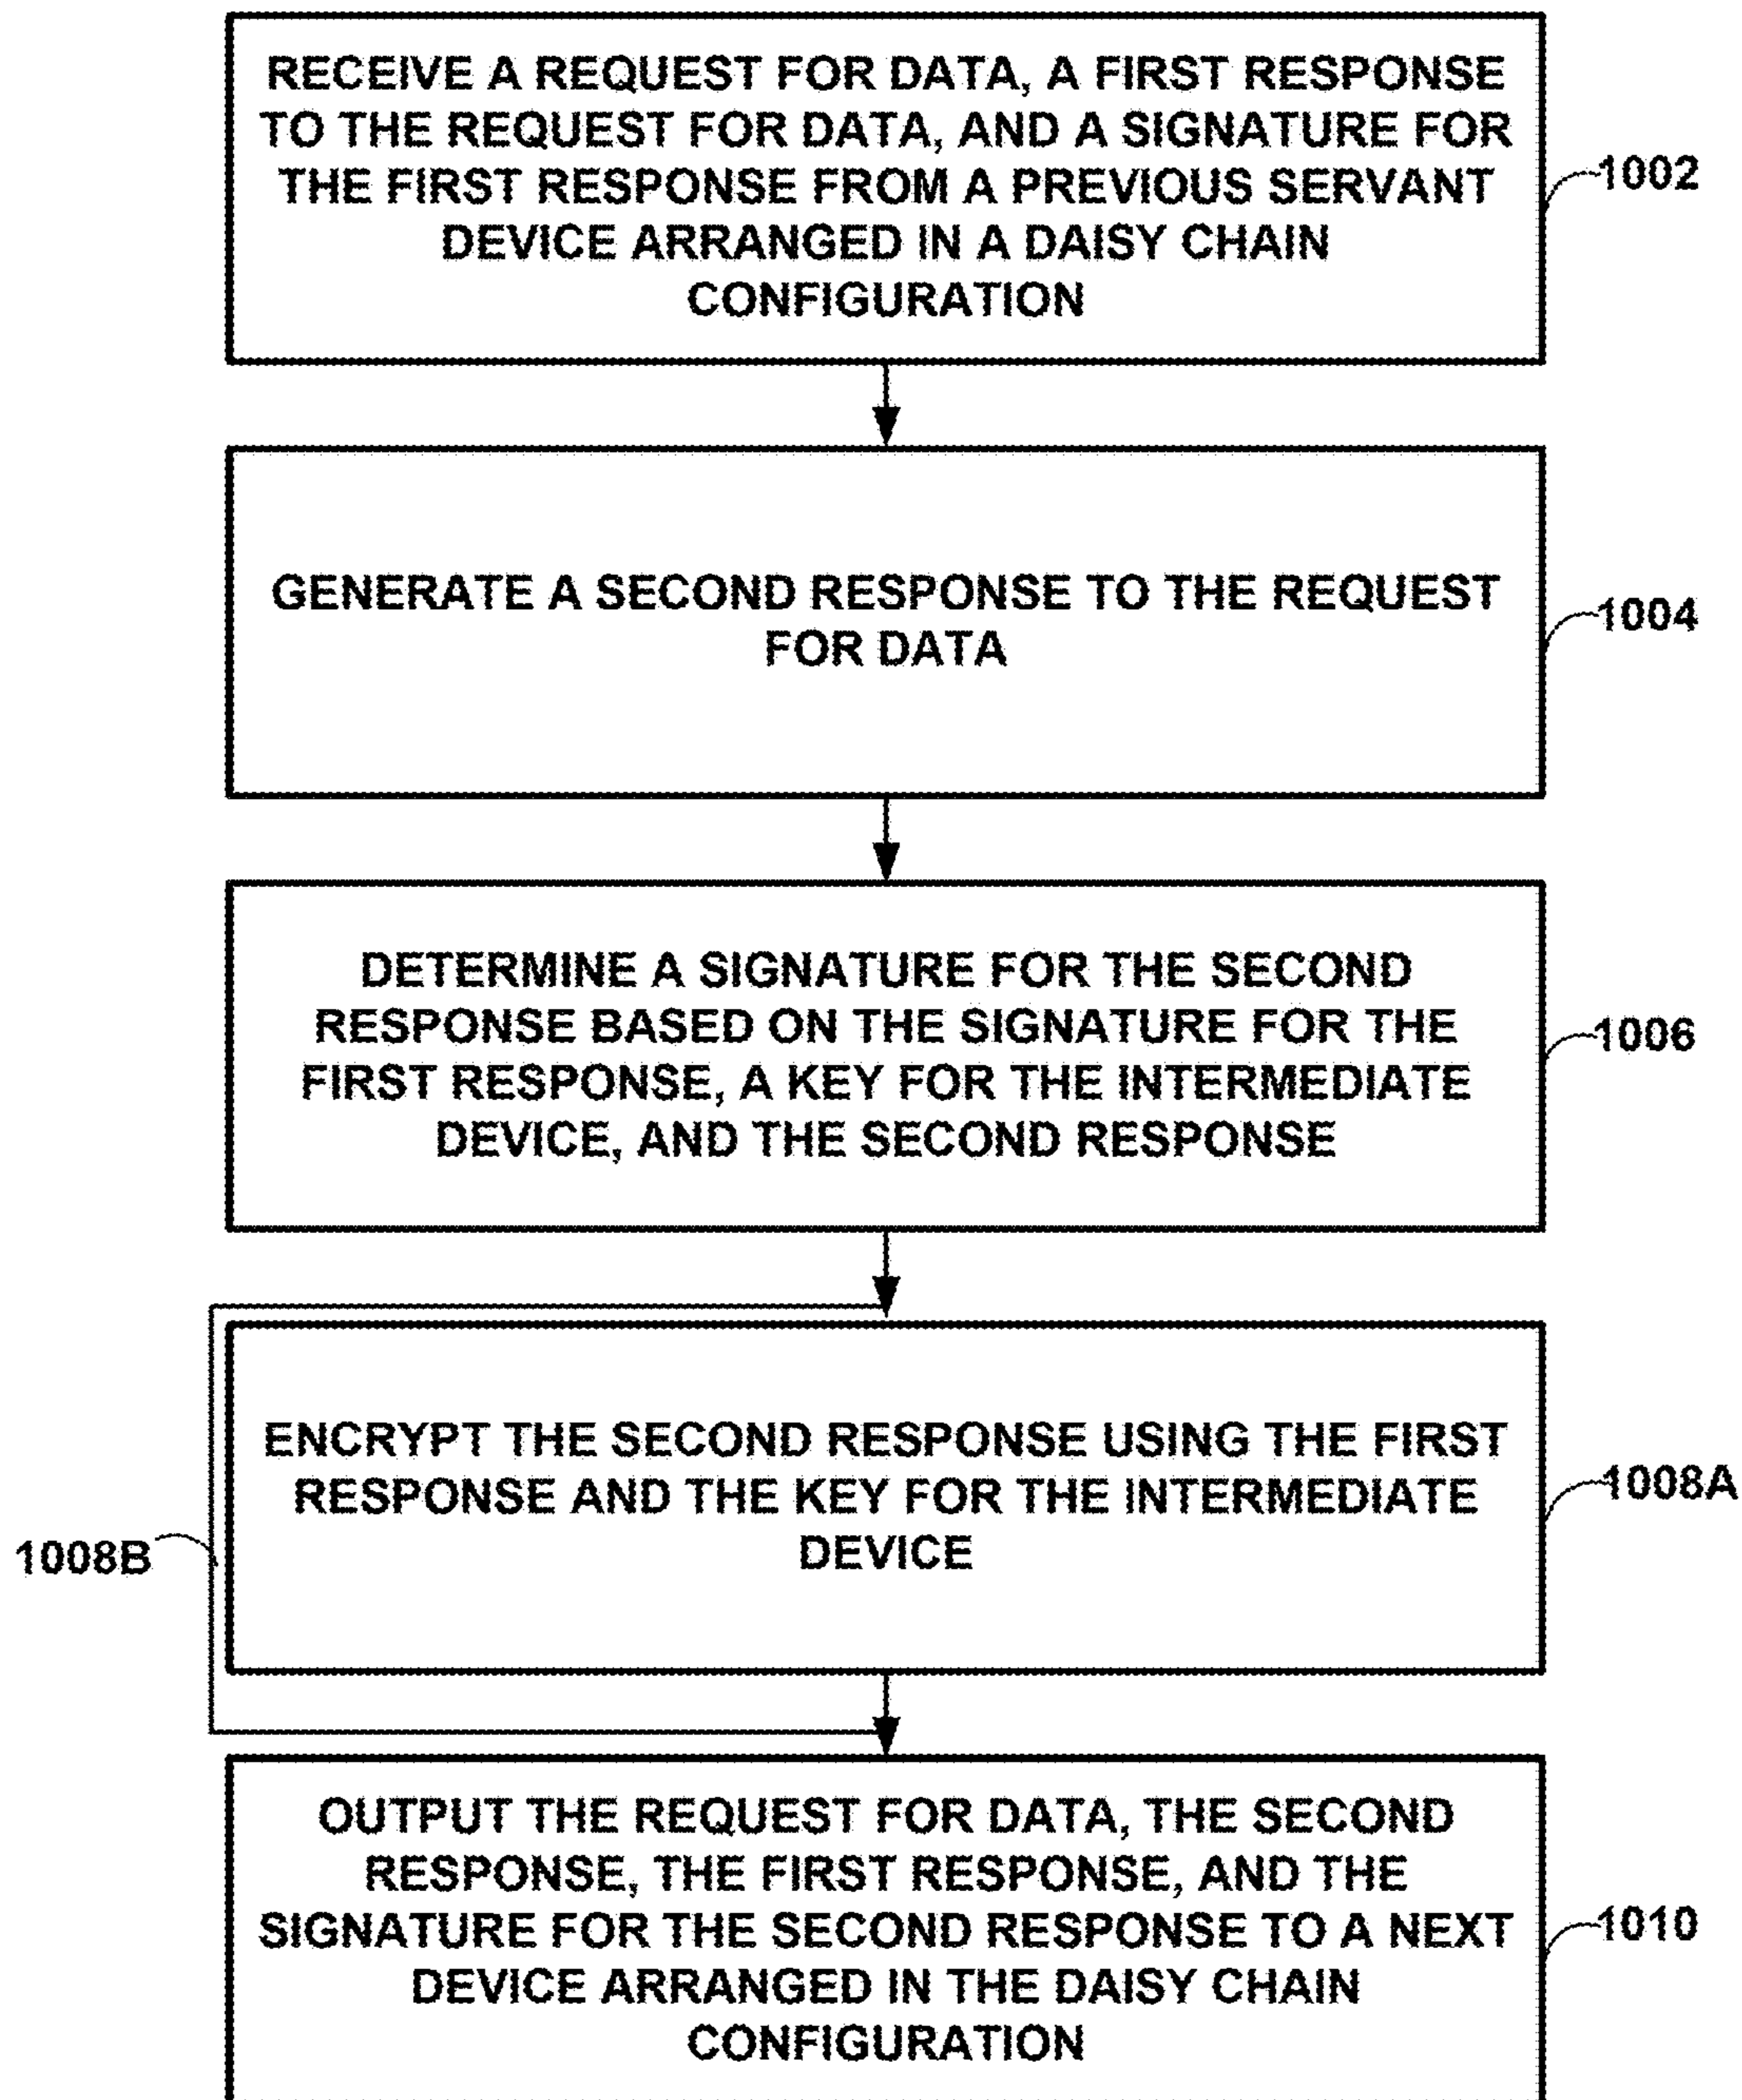 RECEIVE A REQUEST FOR DATA, A FIRST RESPONSE
TO THE REQUEST FOR DATA, AND A SIGNATURE FOR
THE FIRST RESPONSE FROM A PREVIOUS SERVANT
DEVICE ARRANGED IN A DAISY CHAIN
CONFIGURATION
1002
GENERATE A SECOND RESPONSE TO THE REQUEST
FOR DATA
1004
DETERMINE A SIGNATURE FOR THE SECOND
RESPONSE BASED ON THE SIGNATURE FOR THE
FIRST RESPONSE, A KEY FOR THE INTERMEDIATE
DEVICE, AND THE SECOND RESPONSE
1006
ENCRYPT THE SECOND RESPONSE USING THE FIRST
RESPONSE AND THE KEY FOR THE INTERMEDIATE
DEVICE
1008A
1008B
OUTPUT THE REQUEST FOR DATA, THE SECOND
RESPONSE, THE FIRST RESPONSE, AND THE
SIGNATURE FOR THE SECOND RESPONSE TO A NEXT
DEVICE ARRANGED IN THE DAISY CHAIN
CONFIGURATION
1010